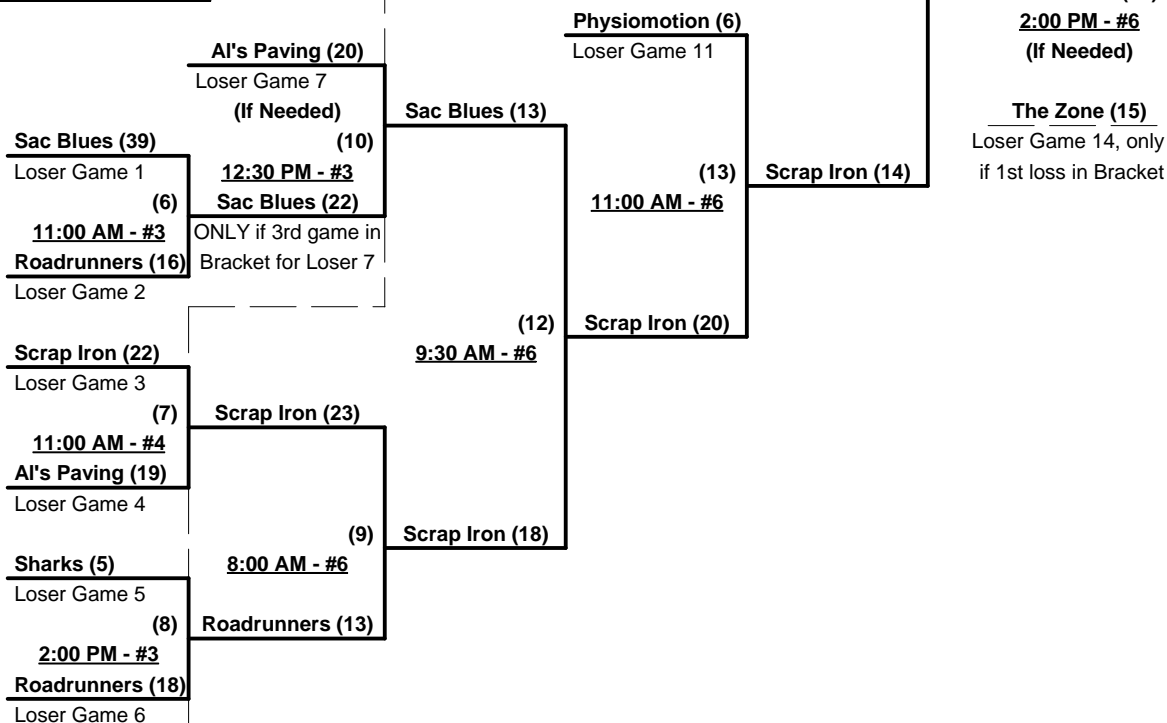 Physiomotion (6)
2:00 PM - #6
Loser Game 11
(If Needed)
Al's Paving (20)
Loser Game 7
(If Needed)
Sac Blues (13)
The Zone (15)
Sac Blues (39)
(10)
Loser Game 14, only
Loser Game 1
12:30 PM - #3
(13)
Scrap Iron (14)
if 1st loss in Bracket
(6)
Sac Blues (22)
11:00 AM - #6
11:00 AM - #3
ONLY if 3rd game in
Roadrunners (16)
Bracket for Loser 7
Loser Game 2
(12)
Scrap Iron (20)
Scrap Iron (22)
9:30 AM - #6
Loser Game 3
(7)
Scrap Iron (23)
11:00 AM - #4
Al's Paving (19)
Loser Game 4
(9)
Scrap Iron (18)
Sharks (5)
8:00 AM - #6
Loser Game 5
(8)
Roadrunners (13)
2:00 PM - #3
Roadrunners (18)
Loser Game 6